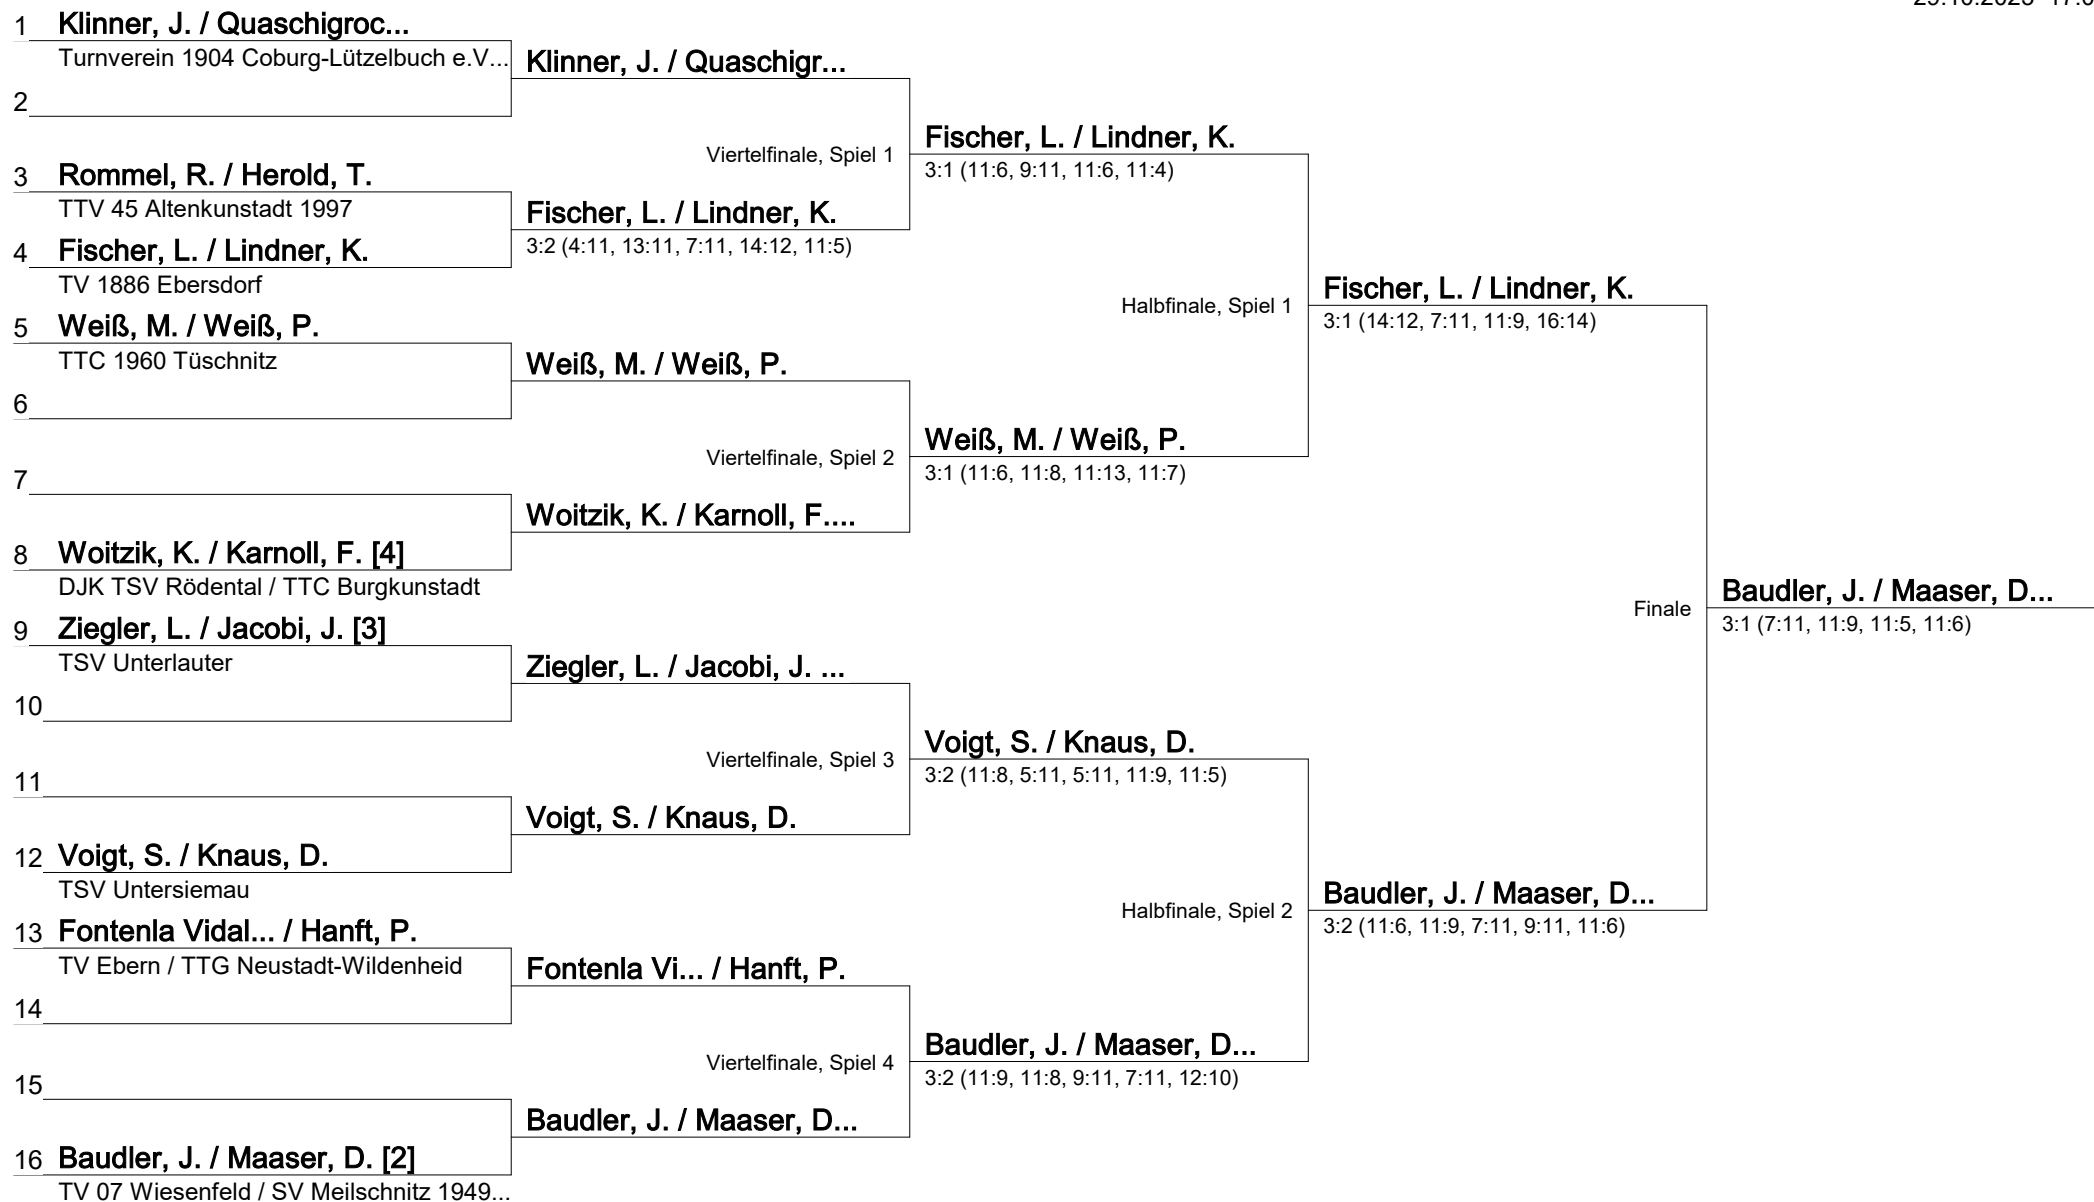 29.10.2023
1 Klinner, J. / Quaschigroc...
Turnverein 1904 Coburg-Lützelbuch e.V...
Klinner, J. / Quaschigr...
2
Viertelfinale, Spiel 1
Fischer, L. / Lindner, K.
3:1 (11:6, 9:11, 11:6, 11:4)
3 Rommel, R. / Herold, T.
TTV 45 Altenkunstadt 1997
Fischer, L. / Lindner, K.
3:2 (4:11, 13:11, 7:11, 14:12, 11:5)
4 Fischer, L. / Lindner, K.
TV 1886 Ebersdorf
Halbfinale, Spiel 1
Fischer, L. / Lindner, K.
3:1 (14:12, 7:11, 11:9, 16:14)
5 Weiß, M. / Weiß, P.
TTC 1960 Tüschnitz
Weiß, M. / Weiß, P.
6
Viertelfinale, Spiel 2
Weiß, M. / Weiß, P.
3:1 (11:6, 11:8, 11:13, 11:7)
7
Woitzik, K. / Karnoll, F....
8 Woitzik, K. / Karnoll, F. [4]
DJK TSV Rödental / TTC Burgkunstadt
Finale
Baudler, J. / Maaser, D...
3:1 (7:11, 11:9, 11:5, 11:6)
9 Ziegler, L. / Jacobi, J. [3]
TSV Unterlauter
Ziegler, L. / Jacobi, J. ...
10
Viertelfinale, Spiel 3
Voigt, S. / Knaus, D.
3:2 (11:8, 5:11, 5:11, 11:9, 11:5)
11
Voigt, S. / Knaus, D.
12 Voigt, S. / Knaus, D.
TSV Untersiemau
Halbfinale, Spiel 2
Baudler, J. / Maaser, D...
3:2 (11:6, 11:9, 7:11, 9:11, 11:6)
13 Fontenla Vidal... / Hanft, P.
TV Ebern / TTG Neustadt-Wildenheid
Fontenla Vi... / Hanft, P.
14
Viertelfinale, Spiel 4
Baudler, J. / Maaser, D...
3:2 (11:9, 11:8, 9:11, 7:11, 12:10)
15
Baudler, J. / Maaser, D...
16 Baudler, J. / Maaser, D. [2]
TV 07 Wiesenfeld / SV Meilschnitz 1949...